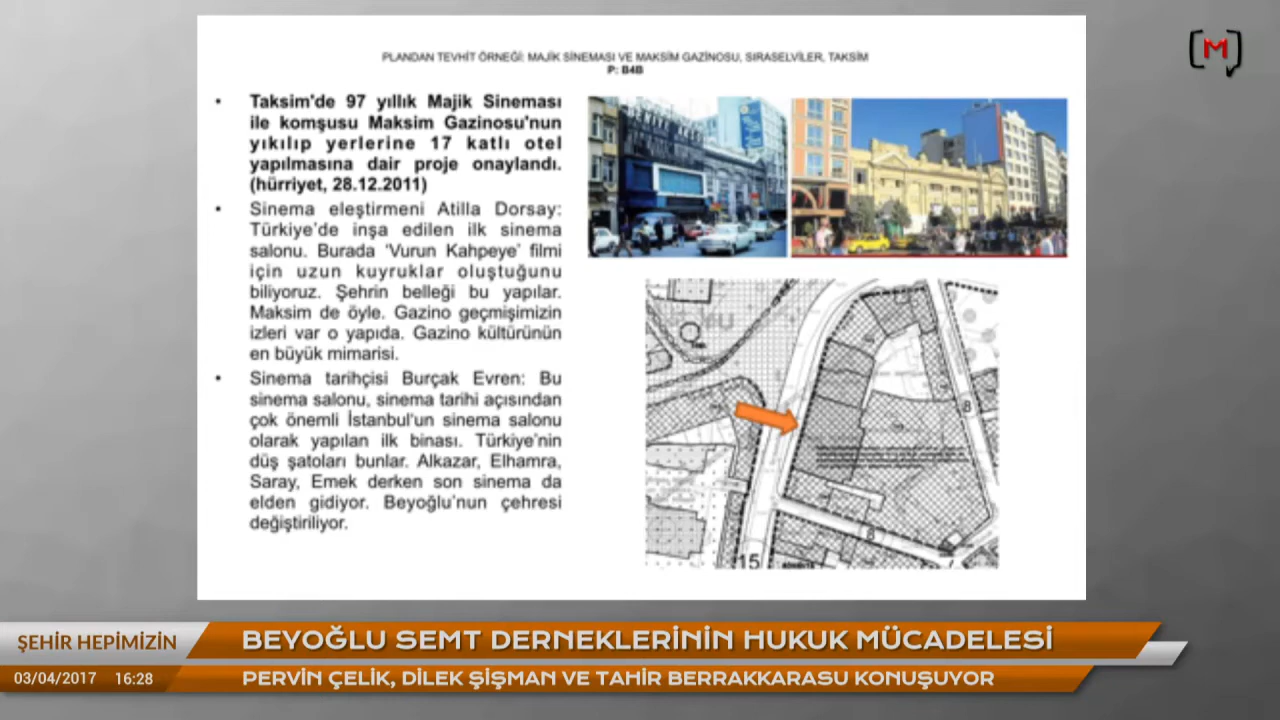 PLANDAN TEVHİT ÖRNEĞİ: MAJİK SİNEMASI VE MAKSİM GAZİNOSU, SIRASELVİLER, TAKSİM
P: B4B
• Taksim'de 97 yıllık Majik Sineması
ile komşusu Maksim Gazinosu'nun
yıkılıp yerlerine 17 katlı otel
yapılmasına dair proje onaylandı.
(hürriyet, 28.12.2011)
• Sinema eleştirmeni Atilla Dorsay:
Türkiye'de inşa edilen ilk sinema
salonu. Burada 'Vurun Kahpeye' filmi
için uzun kuyruklar oluştuğunu
biliyoruz. Şehrin belleği bu yapılar.
Maksim de öyle. Gazino geçmişimizin
izleri var o yapıda. Gazino kültürünün
en büyük mimarisi.
• Sinema tarihçisi Burçak Evren: Bu
sinema salonu, sinema tarihi açısından
çok önemli İstanbul'un sinema salonu
olarak yapılan ilk binası. Türkiye'nin
düş şatoları bunlar. Alkazar, Elhamra,
Saray, Emek derken son sinema da
elden gidiyor. Beyoğlu'nun çehresi
değiştiriliyor.
8
8
15
M
ŞEHİR HEPİMİZİN
BEYOĞLU SEMT DERNEKLERİNİN HUKUK MÜCADELESİ
03/04/2017 16:28
PERVİN ÇELİK, DİLEK ŞİŞMAN VE TAHİR BERRAKKARASU KONUŞUYOR